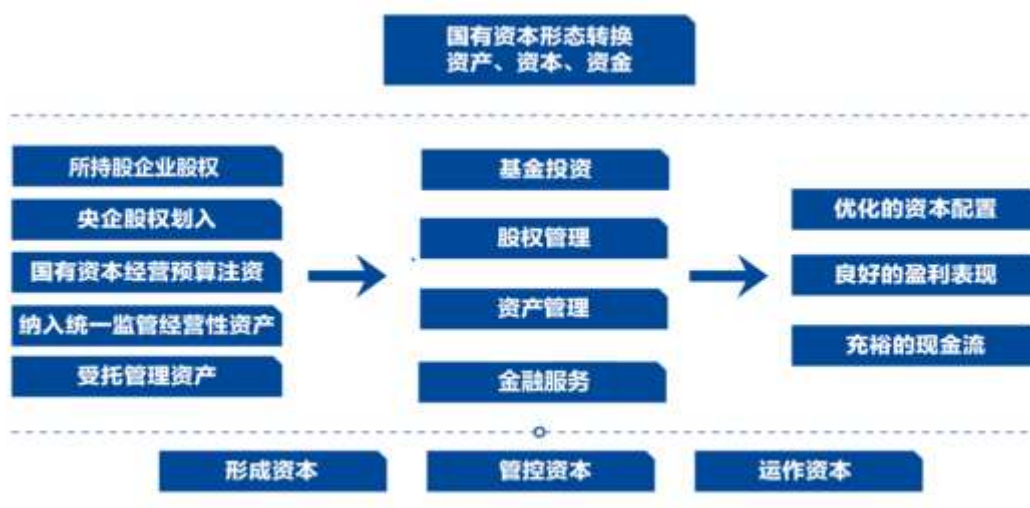 国有资本形态转换
资产、资本、资金
所持股企业股权
央企股权划入
国有资本经营预算注资
纳入统一监管经营性资产
受托管理资产
基金投资
股权管理
资产管理
金融服务
优化的资本配置
良好的盈利表现
充裕的现金流
形成资本
管控资本
运作资本